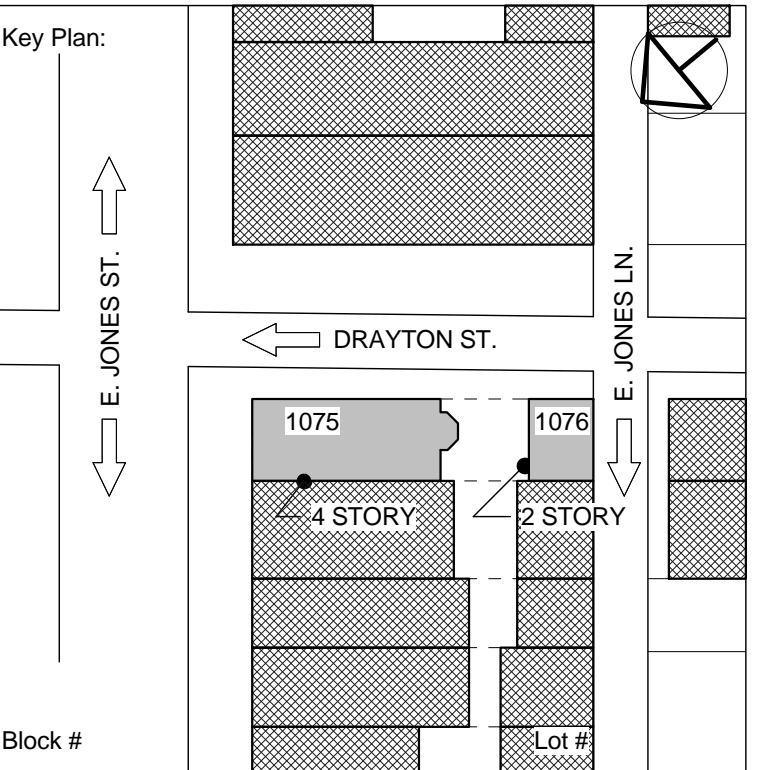 Key Plan:
E. JONES ST.
DRAYTON ST.
E. JONES LN.
1075
1076
4 STORY
2 STORY
Block #
Lot #